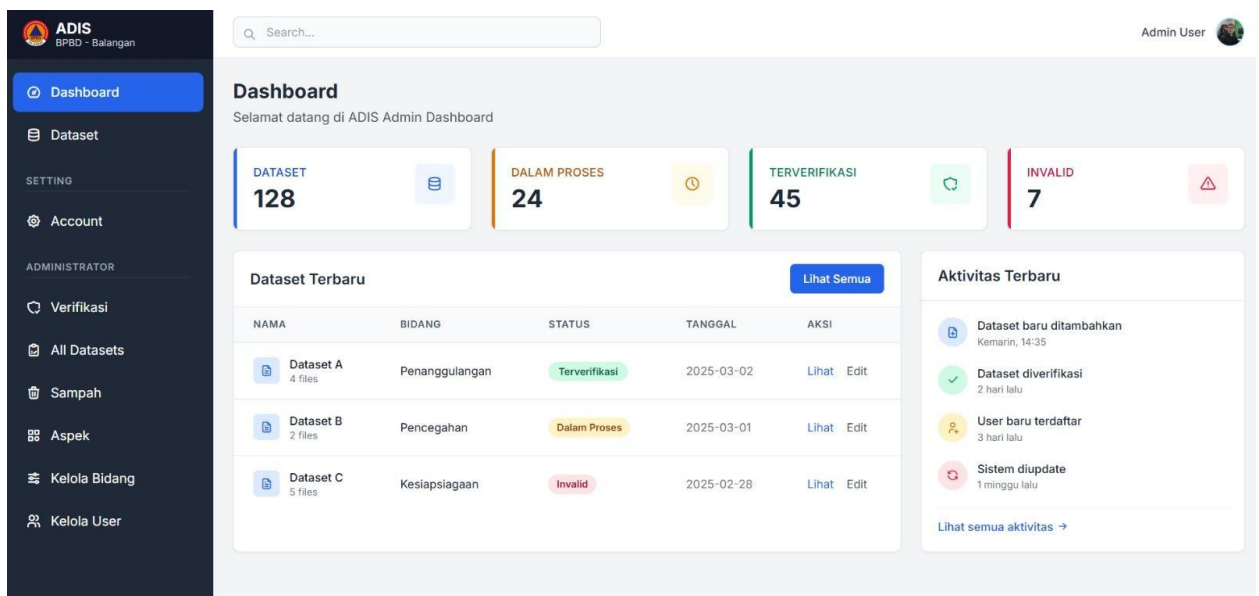 ADIS
BPBD - Balangan
Search...
Admin User
Dashboard
Dataset
SETTING
Account
ADMINISTRATOR
Verifikasi
All Datasets
Sampah
Aspek
Kelola Bidang
Kelola User
Dashboard
Selamat datang di ADIS Admin Dashboard
DATASET
128
DALAM PROSES
24
TERVERIFIKASI
45
INVALID
7
Dataset Terbaru
Lihat Semua
NAMA BIDANG STATUS TANGGAL AKSI
Dataset A
4 files
Penanggulangan Terverifikasi 2025-03-02 Lihat Edit
Dataset B
2 files
Pencegahan Dalam Proses 2025-03-01 Lihat Edit
Dataset C
5 files
Kesiapsiagaan Invalid 2025-02-28 Lihat Edit
Aktivitas Terbaru
Dataset baru ditambahkan
Kemarin, 14:35
Dataset diverifikasi
2 hari lalu
User baru terdaftar
3 hari lalu
Sistem diupdate
1 minggu lalu
Lihat semua aktivitas →